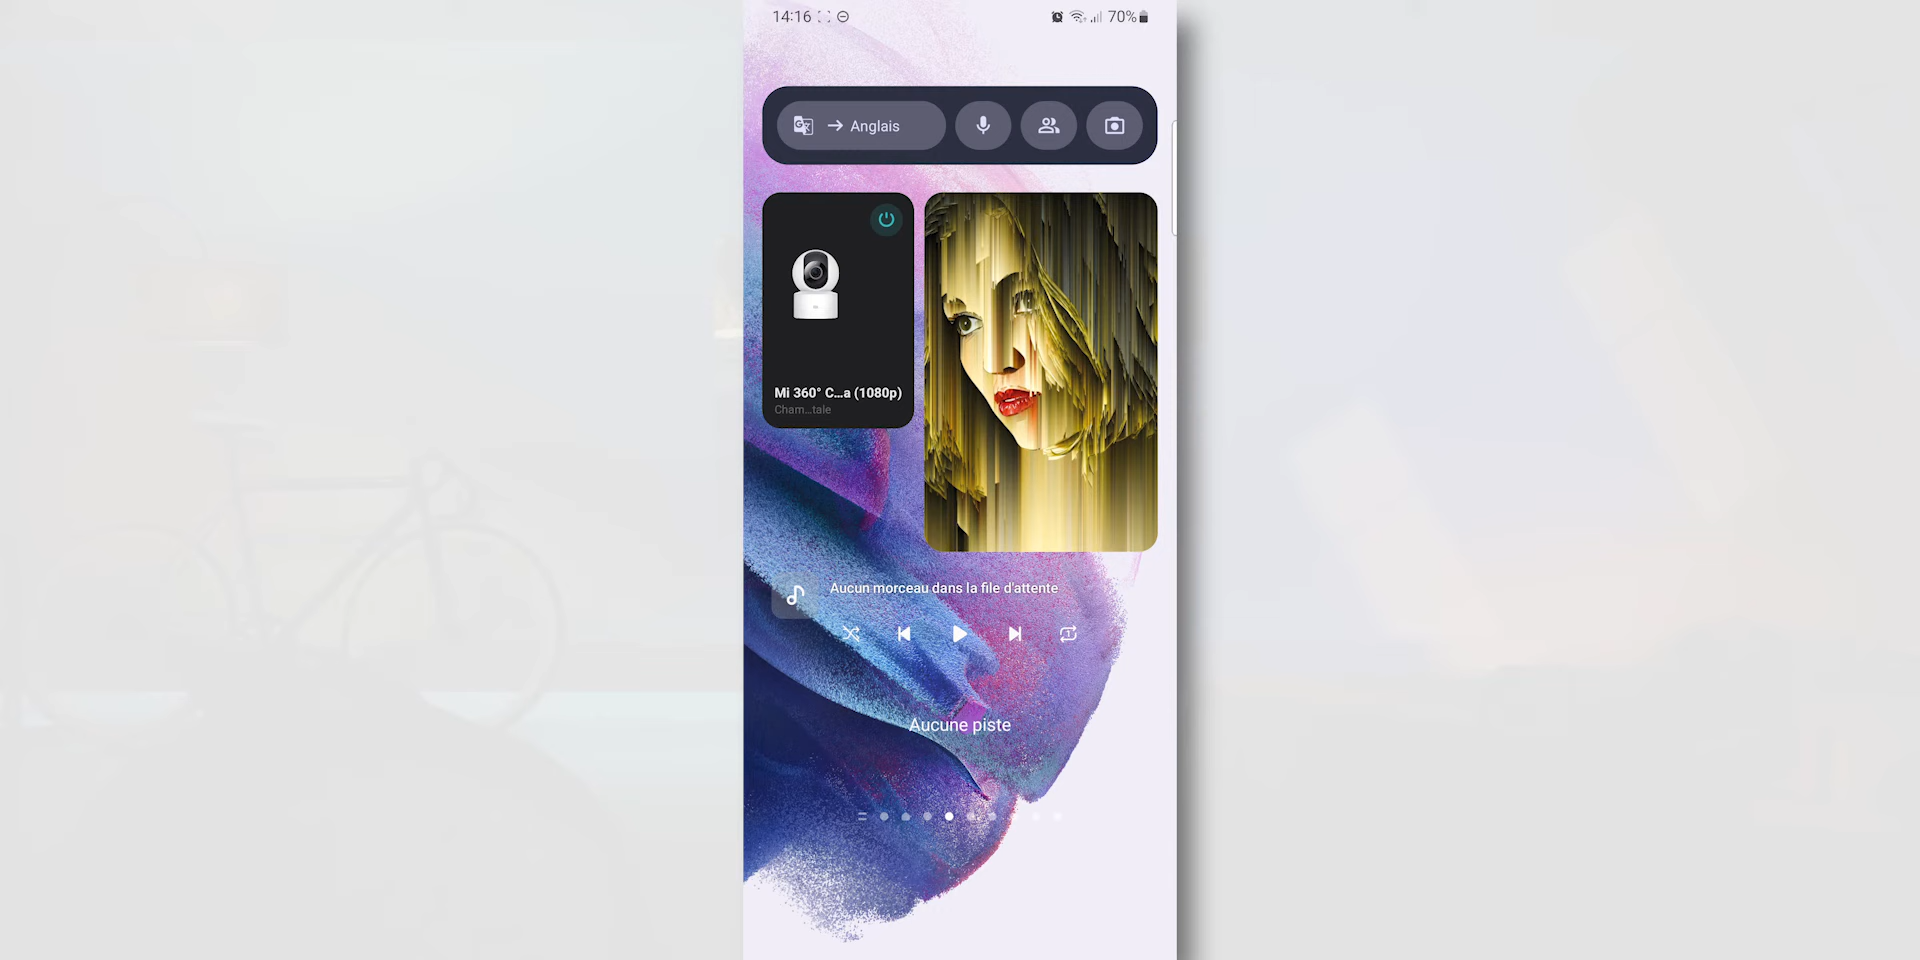 14:16
70%
→ Anglais
Mi 360° C...a (1080p)
Cham...tale
Aucun morceau dans la file d'attente
Aucune piste